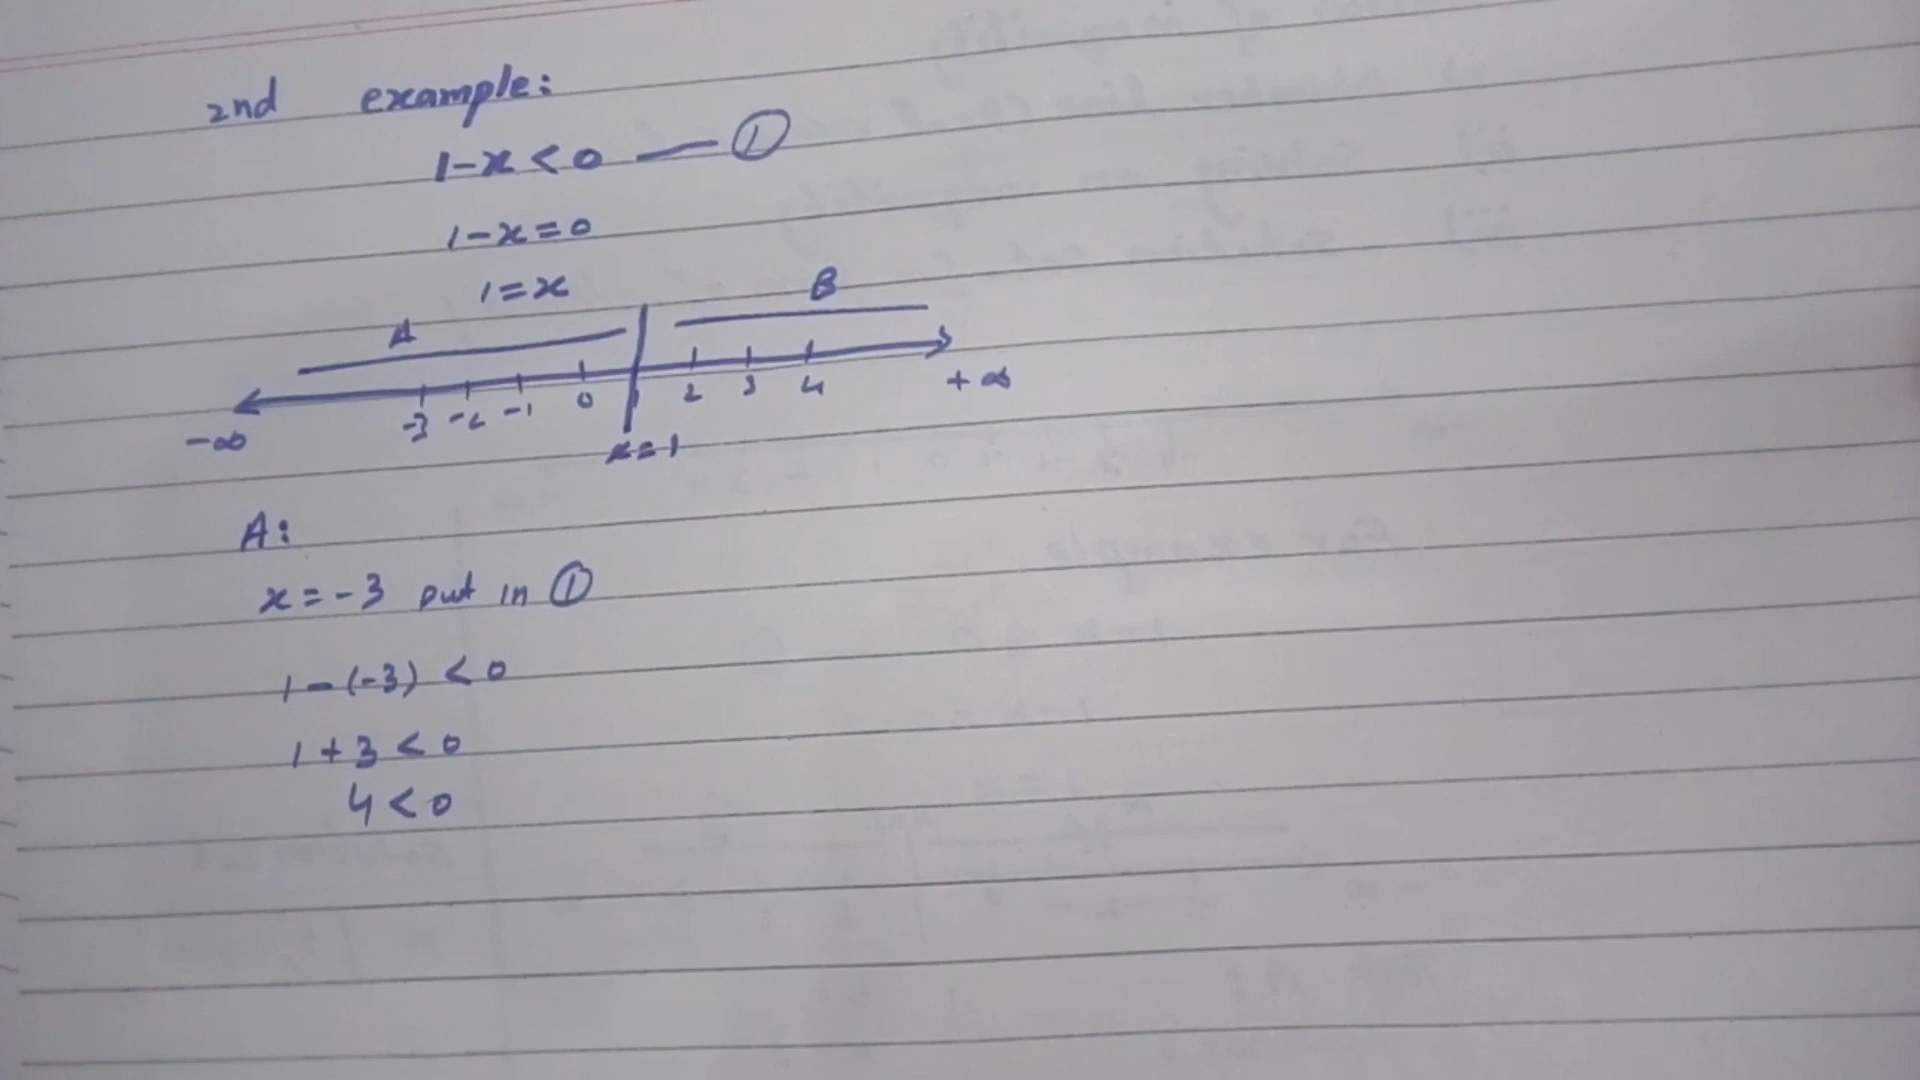 2nd example:
1-x<0 — ①
1-x=0
1=x
A B
-3 -2 -1 0 2 3 4
-∞ +∞
x=1
A:
x=-3 put in ①
1-(-3)<0
1+3<0
4<0